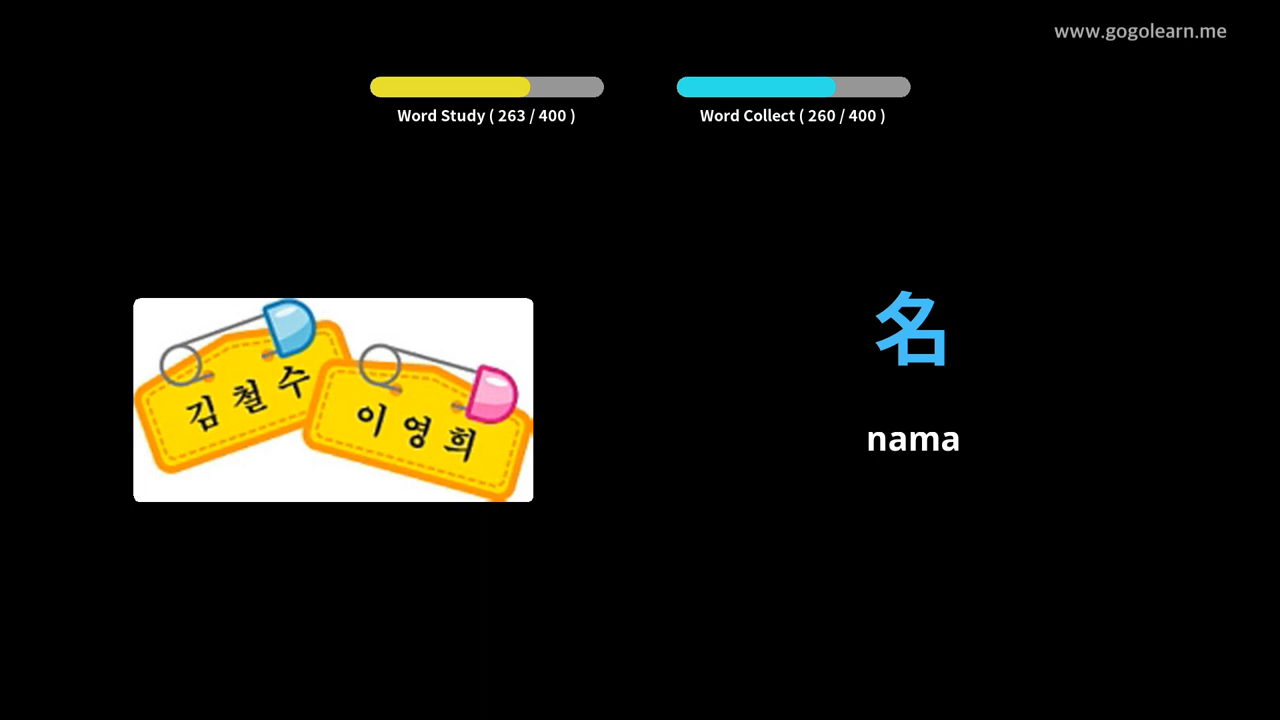 www.gogolearn.me
Word Study ( 263 / 400 )
Word Collect ( 260 / 400 )
김철수
이영희
名
nama